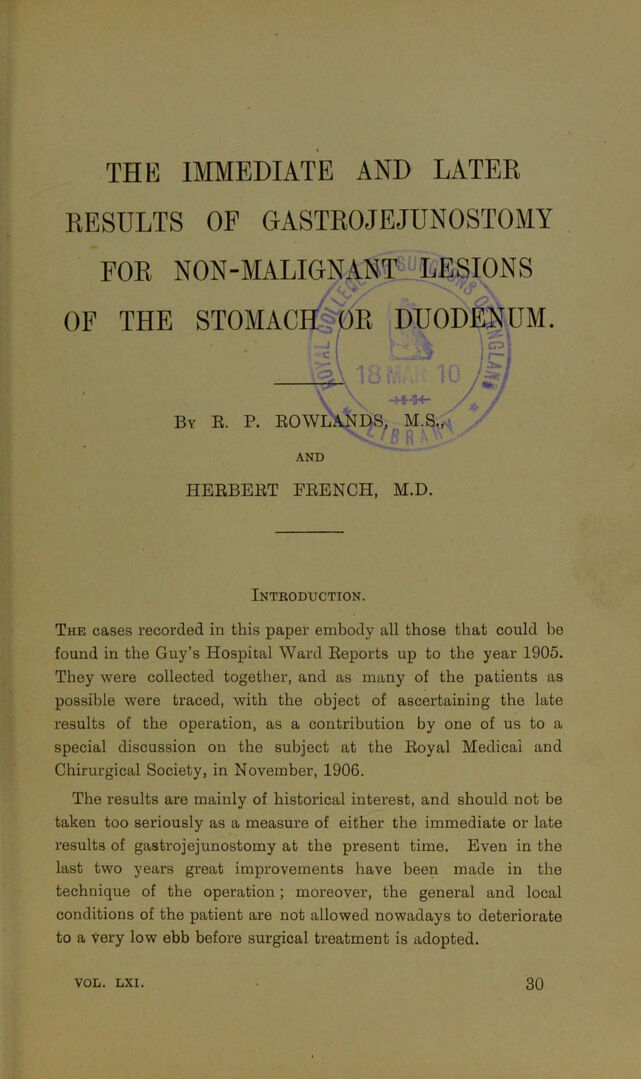 THE IMMEDIATE AND LATER
RESULTS OF GASTROJEJUNOSTOMY
FOR NON-MALIGNANT LESIONS
OF THE STOMACH OR DUODENUM.
18 MAR 10
LIBRARY
By R. P. ROWLANDS, M.S.,
AND
HERBERT FRENCH, M.D.
INTRODUCTION.
THE cases recorded in this paper embody all those that could be
found in the Guy's Hospital Ward Reports up to the year 1905.
They were collected together, and as many of the patients as
possible were traced, with the object of ascertaining the late
results of the operation, as a contribution by one of us to a
special discussion on the subject at the Royal Medical and
Chirurgical Society, in November, 1906.
The results are mainly of historical interest, and should not be
taken too seriously as a measure of either the immediate or late
results of gastrojejunostomy at the present time. Even in the
last two years great improvements have been made in the
technique of the operation; moreover, the general and local
conditions of the patient are not allowed nowadays to deteriorate
to a very low ebb before surgical treatment is adopted.
VOL. LXI. 30